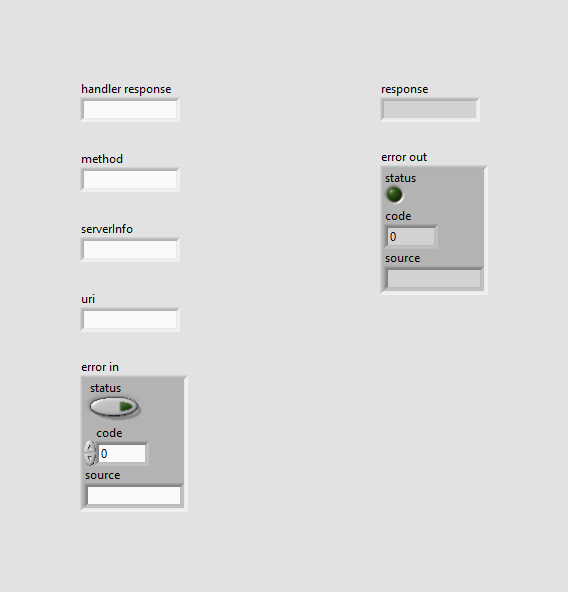 handler response
method
serverInfo
uri
error in
status
code
0
source
response
error out
status
code
0
source